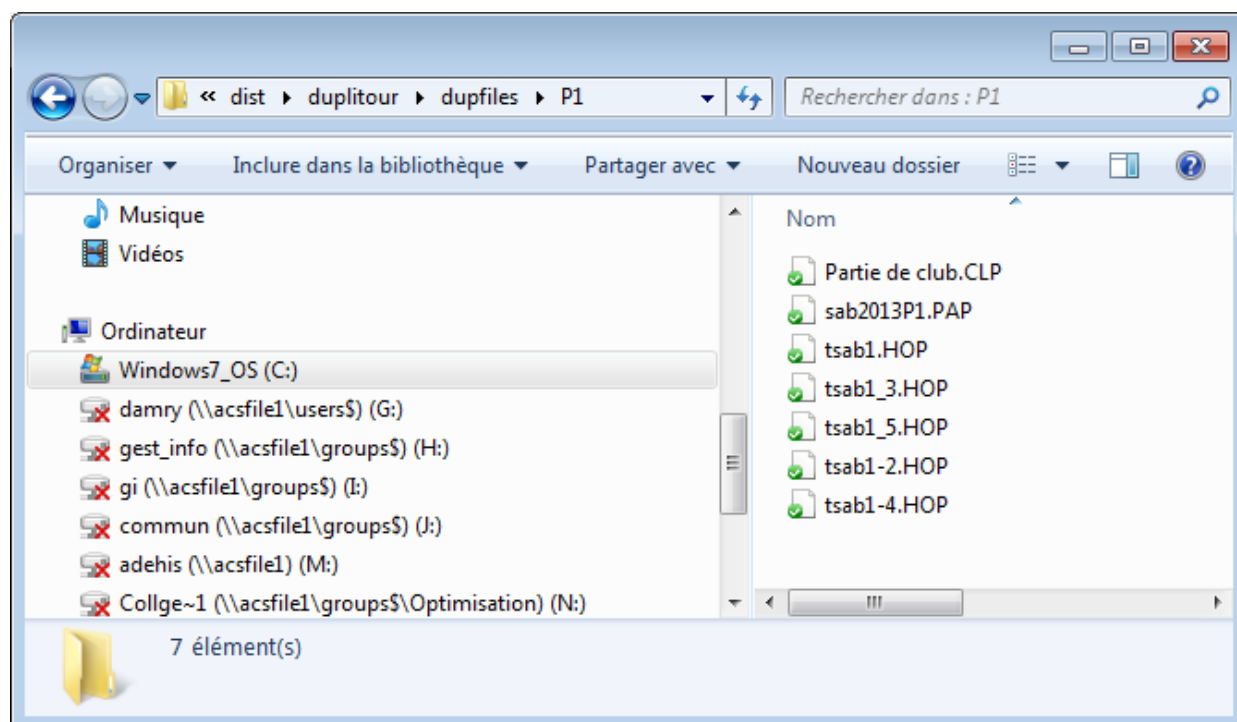 « dist ▸ duplitour ▸ dupfiles ▸ P1
Rechercher dans : P1
Organiser
Inclure dans la bibliothèque
Partager avec
Nouveau dossier
Musique
Vidéos
Ordinateur
Windows7_OS (C:)
damry (\\acsfile1\users$) (G:)
gest_info (\\acsfile1\groups$) (H:)
gi (\\acsfile1\groups$) (I:)
commun (\\acsfile1\groups$) (J:)
adehis (\\acsfile1) (M:)
Collge~1 (\\acsfile1\groups$\Optimisation) (N:)
Nom
Partie de club.CLP
sab2013P1.PAP
tsab1.HOP
tsab1_3.HOP
tsab1_5.HOP
tsab1-2.HOP
tsab1-4.HOP
7 élément(s)